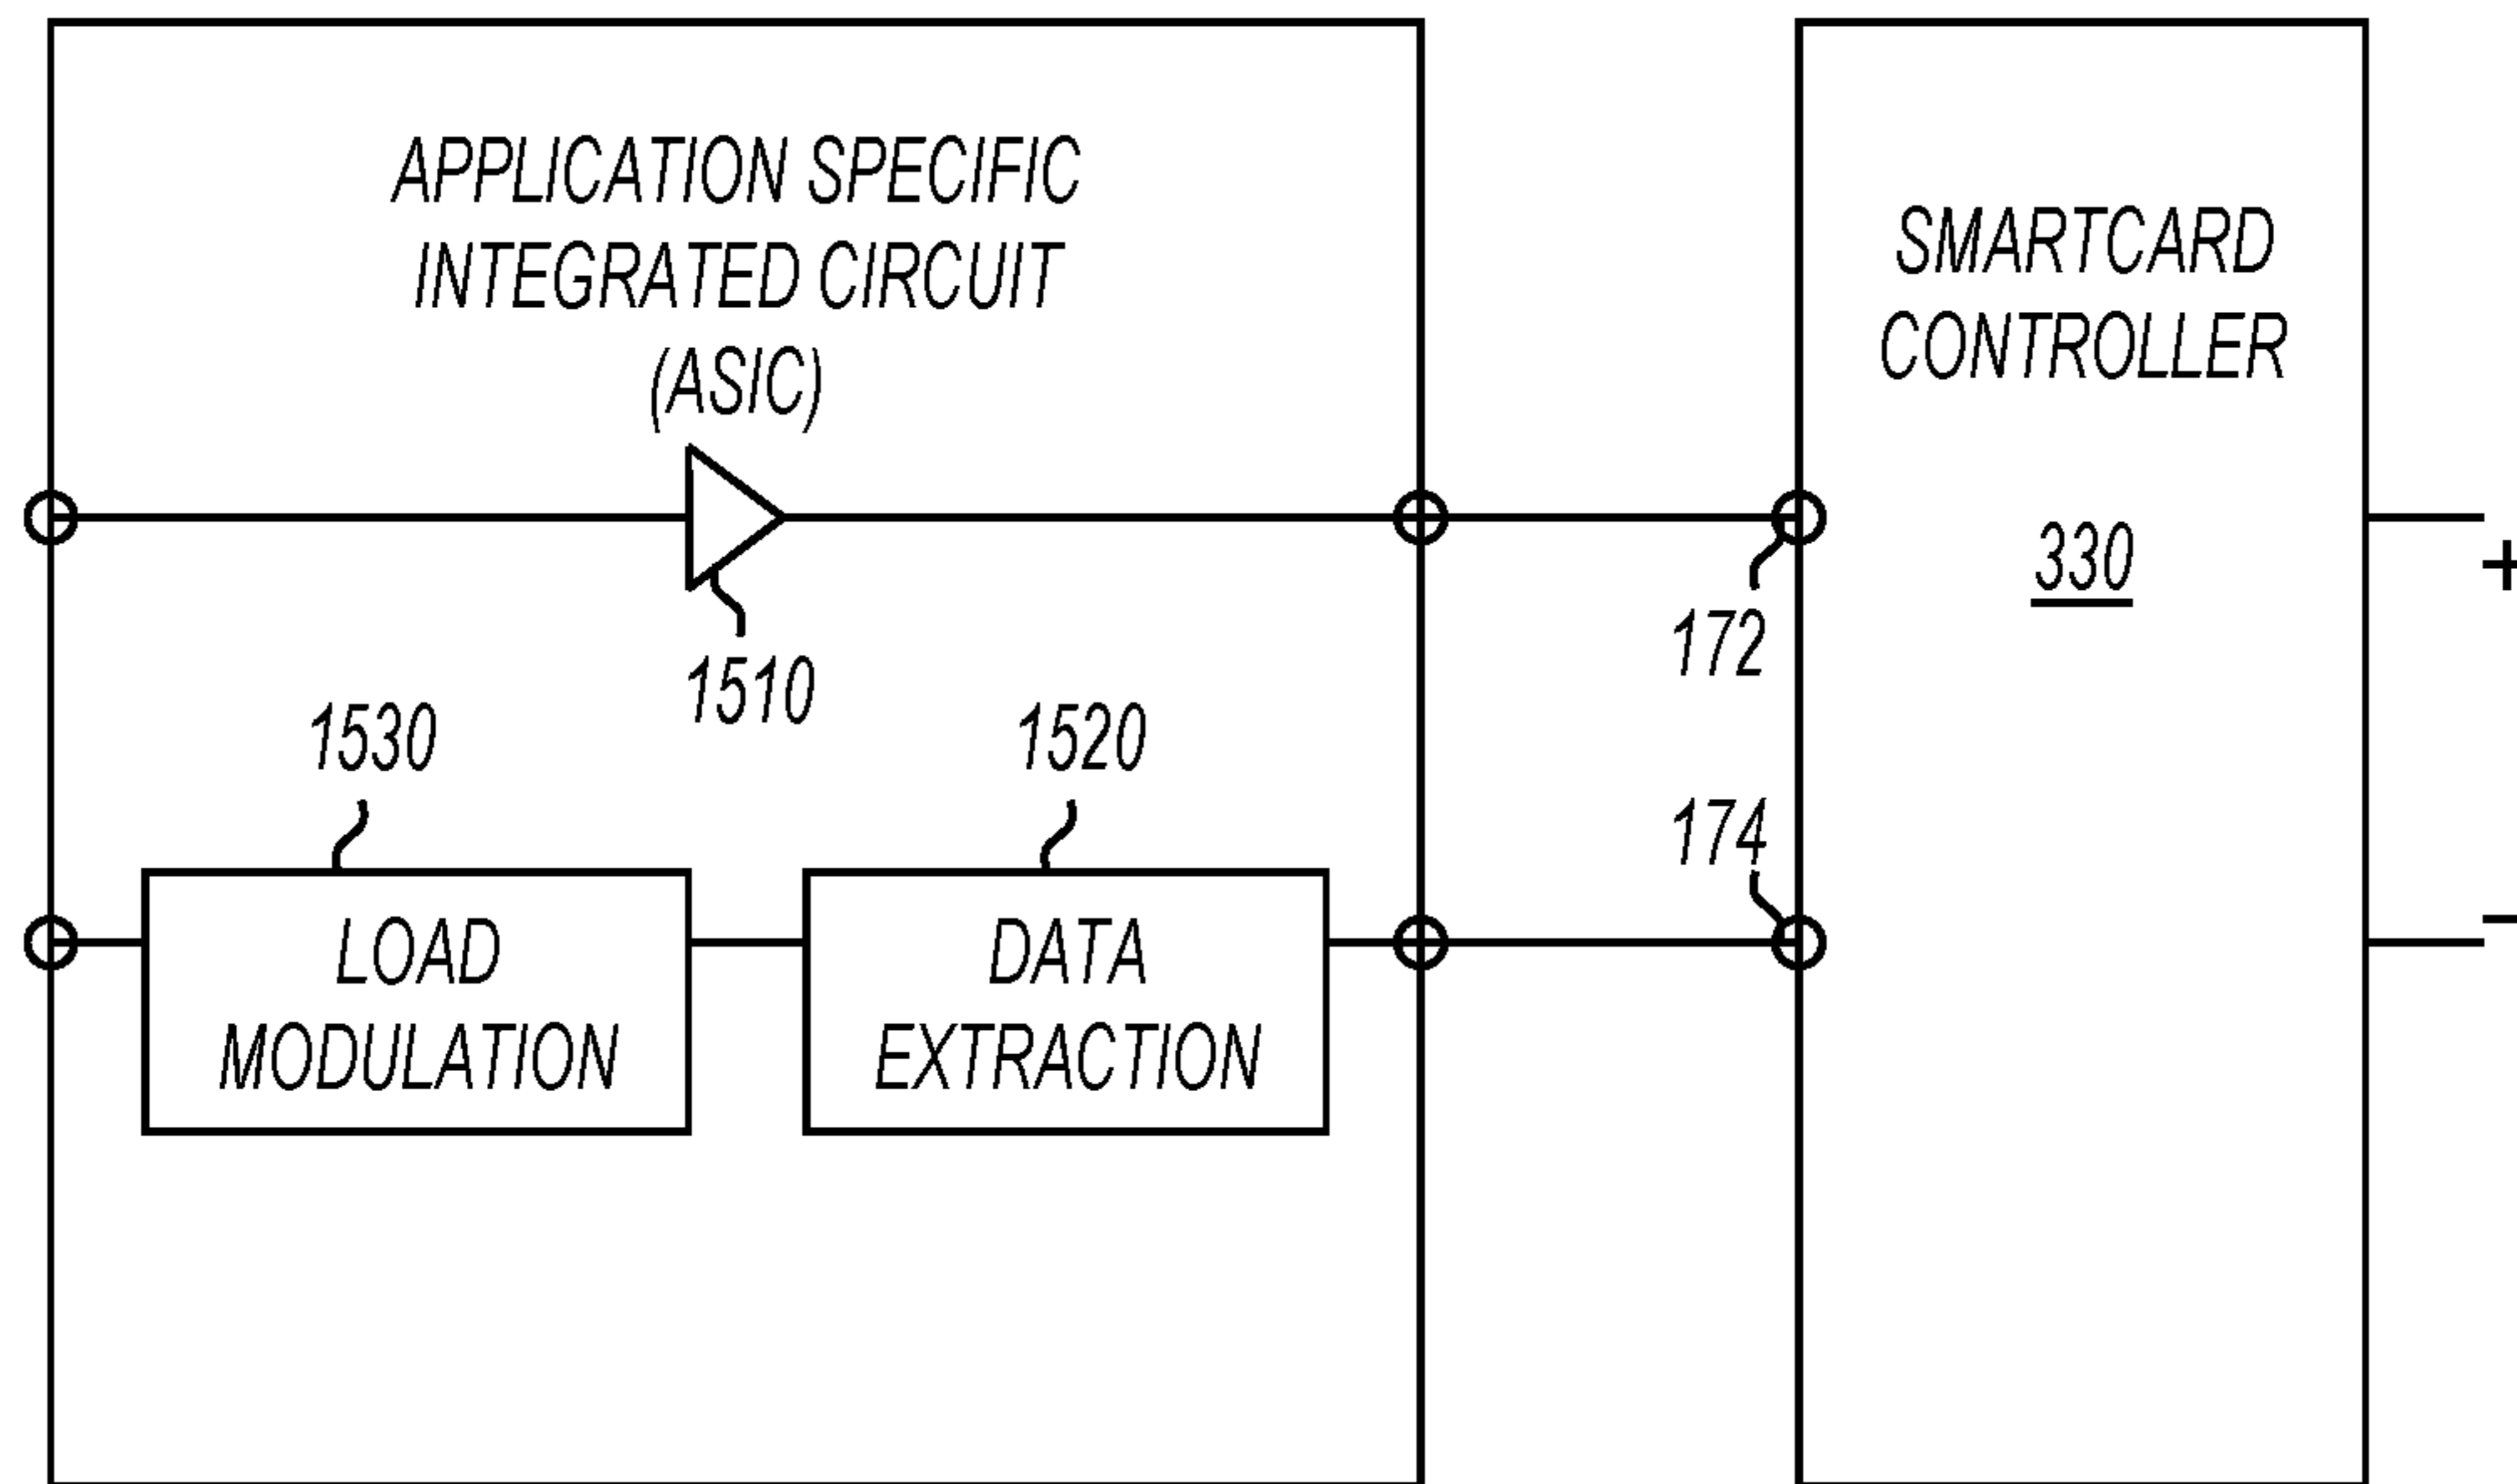 APPLICATION SPECIFIC
INTEGRATED CIRCUIT
(ASIC)
1510
1530
1520
LOAD
MODULATION
DATA
EXTRACTION
172
174
SMARTCARD
CONTROLLER
330
+
−